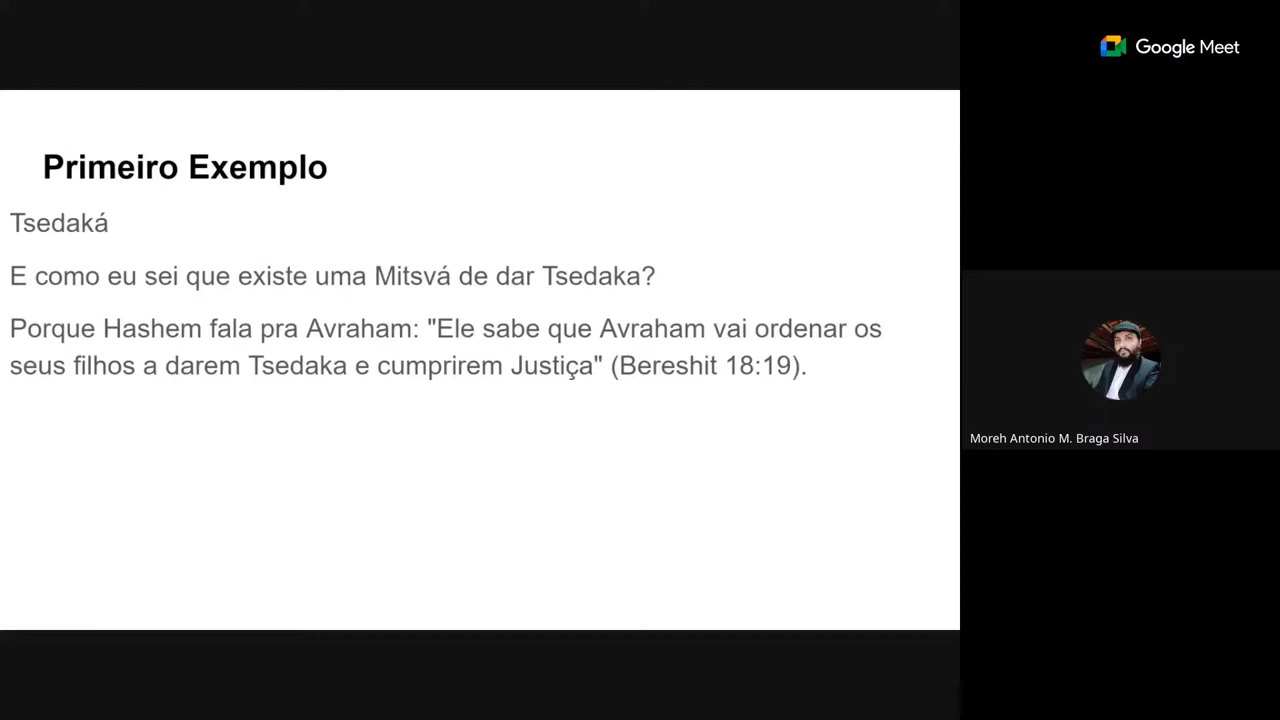 Google Meet
Primeiro Exemplo
Tsedaká
E como eu sei que existe uma Mitsvá de dar Tsedaka?
Porque Hashem fala pra Avraham: "Ele sabe que Avraham vai ordenar os
seus filhos a darem Tsedaka e cumprirem Justiça" (Bereshit 18:19).
Moreh Antonio M. Braga Silva